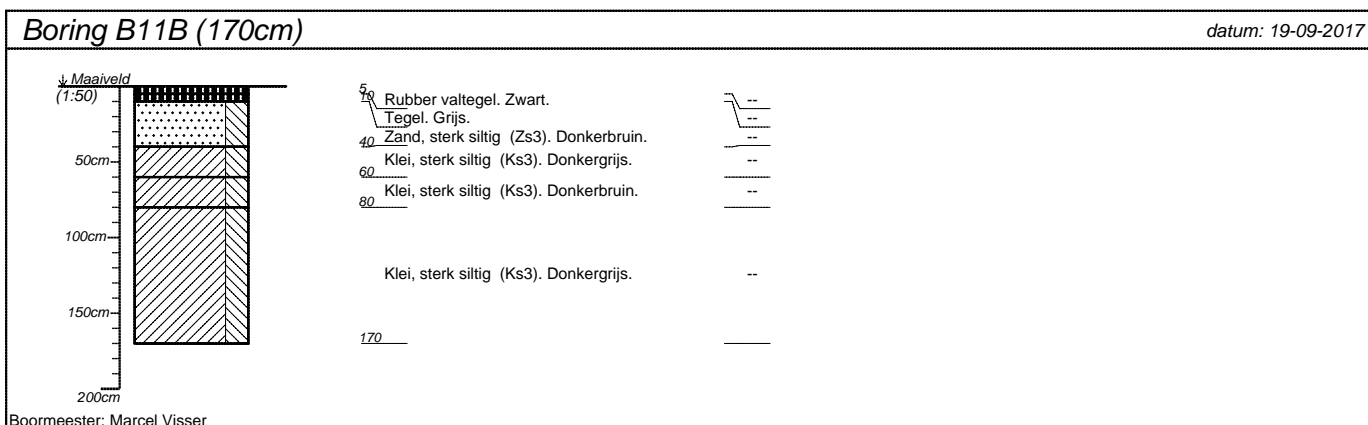 Boring B11B (170cm) datum: 19-09-2017
Maaiveld
(1:50)
5
10 Rubber valtegel. Zwart. --
Tegel. Grijs. --
Zand, sterk siltig (Zs3). Donkerbruin. --
40
50cm Klei, sterk siltig (Ks3). Donkergrijs. --
60
Klei, sterk siltig (Ks3). Donkerbruin. --
80
100cm
Klei, sterk siltig (Ks3). Donkergrijs. --
150cm
170
200cm
Boormeester: Marcel Visser